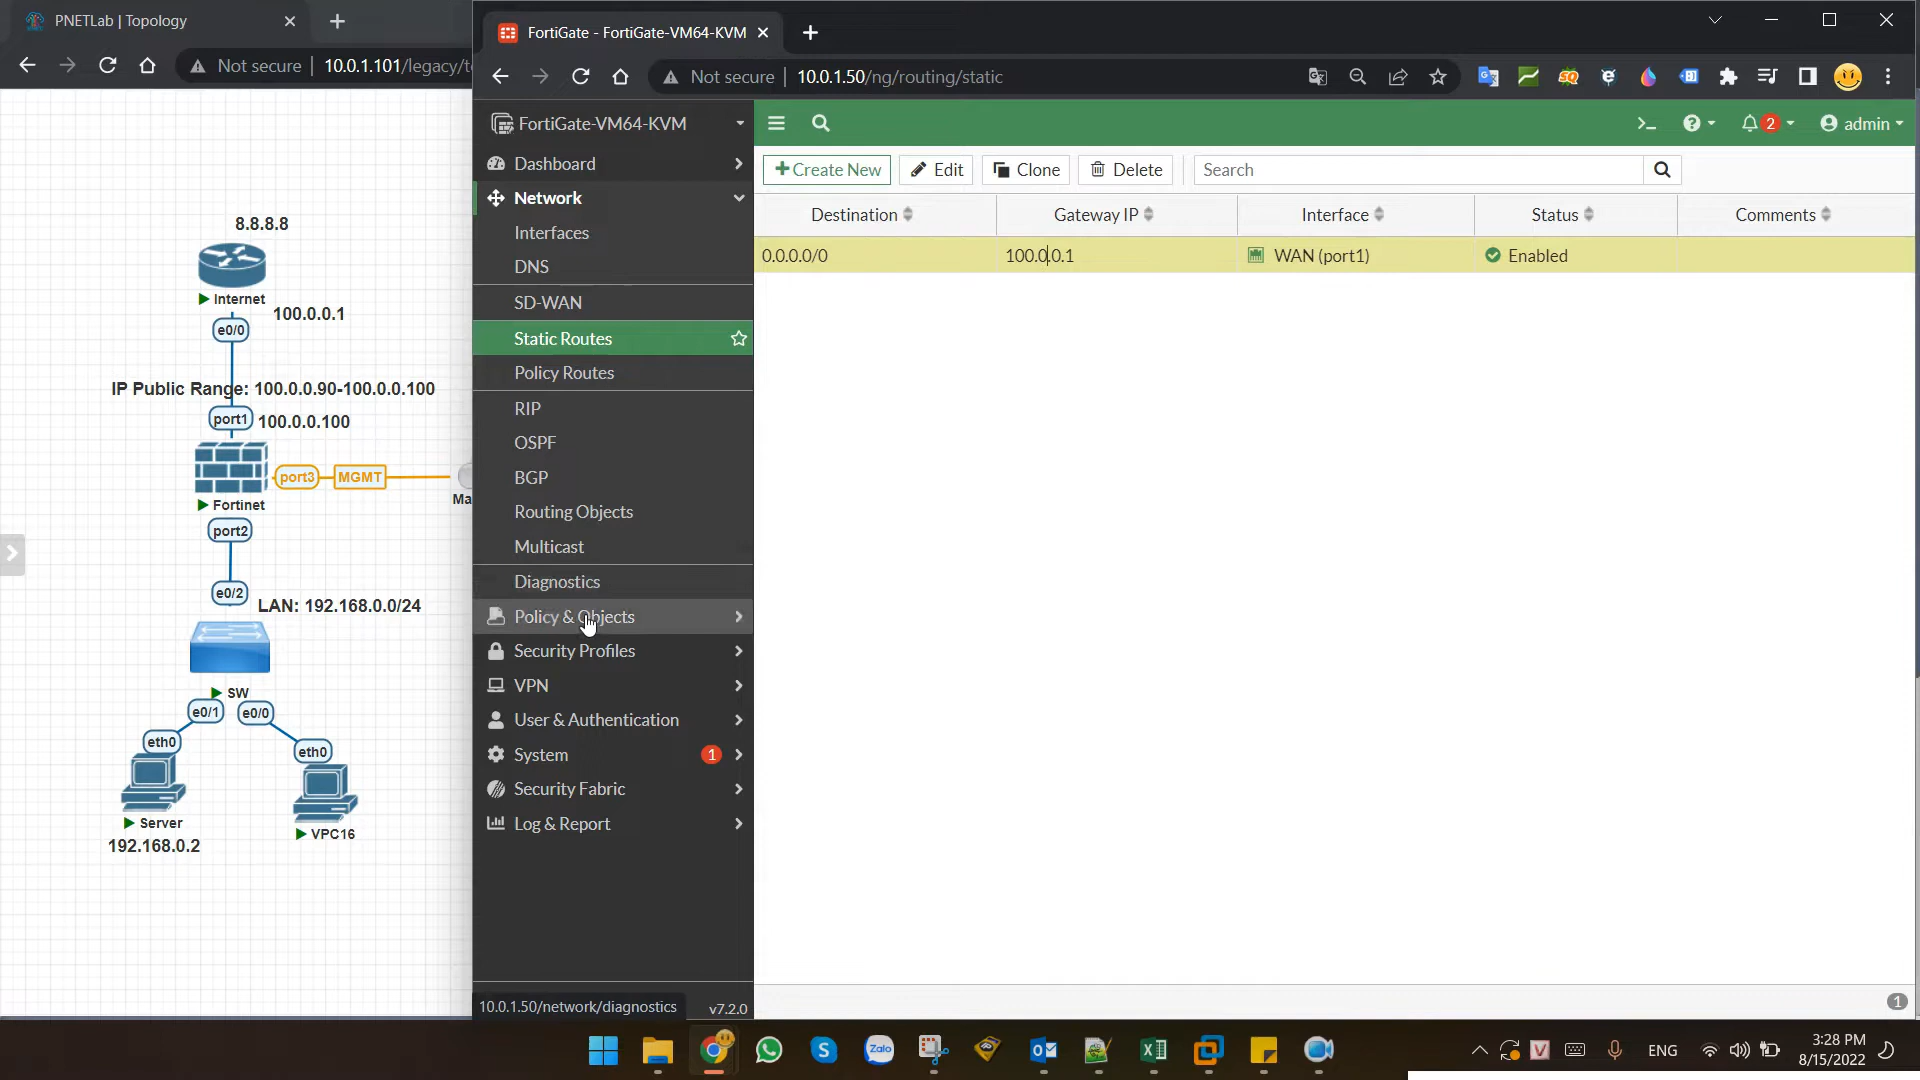 PNETLab | Topology
Not secure
10.0.1.101/legacy/t
8.8.8.8
Internet
100.0.0.1
e0/0
IP Public Range: 100.0.0.90-100.0.0.100
port1
100.0.0.100
port3
MGMT
Ma
Fortinet
port2
e0/2
LAN: 192.168.0.0/24
SW
e0/1
e0/0
eth0
eth0
Server
VPC16
192.168.0.2
FortiGate - FortiGate-VM64-KVM
Not secure
10.0.1.50/ng/routing/static
FortiGate-VM64-KVM
Dashboard
Network
Interfaces
DNS
SD-WAN
Static Routes
Policy Routes
RIP
OSPF
BGP
Routing Objects
Multicast
Diagnostics
Policy & Objects
Security Profiles
VPN
User & Authentication
System
1
Security Fabric
Log & Report
10.0.1.50/network/diagnostics
v7.2.0
>_
?
2
admin
Create New
Edit
Clone
Delete
Search
Destination
Gateway IP
Interface
Status
Comments
0.0.0.0/0
100.0.0.1
WAN (port1)
Enabled
1
Zalo
ENG
3:28 PM
8/15/2022